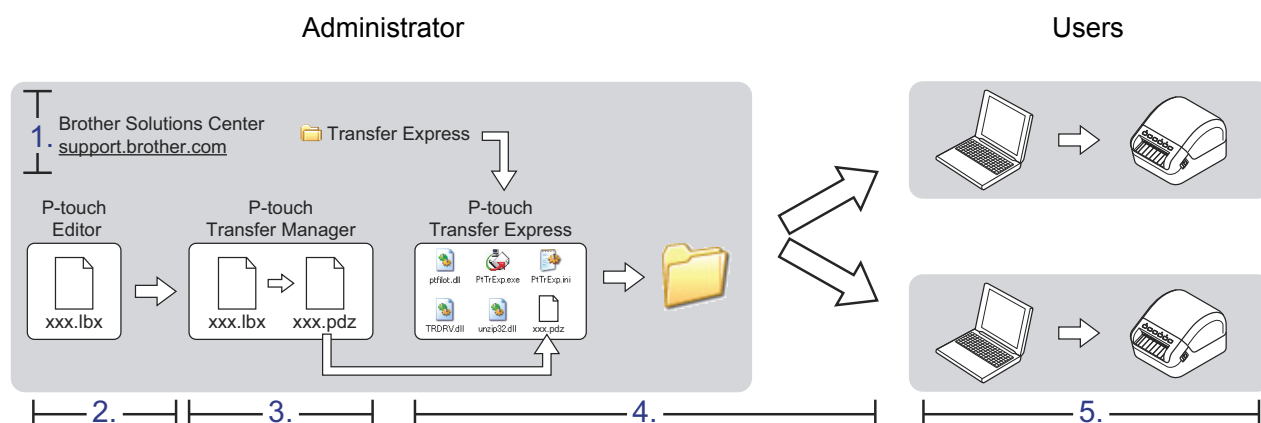 Administrator
Users
1.
Brother Solutions Center
support.brother.com
Transfer Express
P-touch
Editor
xxx.lbx
P-touch
Transfer Manager
xxx.lbx
xxx.pdz
P-touch
Transfer Express
ptfilot.dll
PtTrExp.exe
PtTrExp.ini
TRDRV.dll
unzip32.dll
xxx.pdz
2.
3.
4.
5.